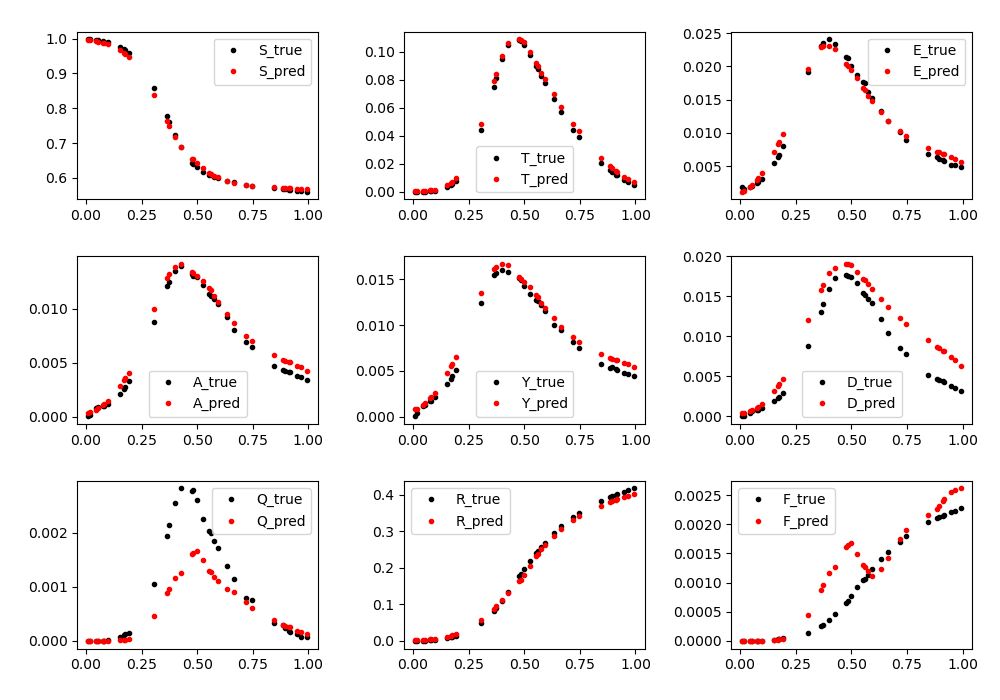 1.0
0.9
0.8
0.7
0.6
0.00 0.25 0.50 0.75 1.00
S_true
S_pred
0.10
0.08
0.06
0.04
0.02
0.00
0.00 0.25 0.50 0.75 1.00
T_true
T_pred
0.025
0.020
0.015
0.010
0.005
0.00 0.25 0.50 0.75 1.00
E_true
E_pred
0.010
0.005
0.000
0.00 0.25 0.50 0.75 1.00
A_true
A_pred
0.015
0.010
0.005
0.000
0.00 0.25 0.50 0.75 1.00
Y_true
Y_pred
0.020
0.015
0.010
0.005
0.000
0.00 0.25 0.50 0.75 1.00
D_true
D_pred
0.002
0.001
0.000
0.00 0.25 0.50 0.75 1.00
Q_true
Q_pred
0.4
0.3
0.2
0.1
0.0
0.00 0.25 0.50 0.75 1.00
R_true
R_pred
0.0025
0.0020
0.0015
0.0010
0.0005
0.0000
0.00 0.25 0.50 0.75 1.00
F_true
F_pred